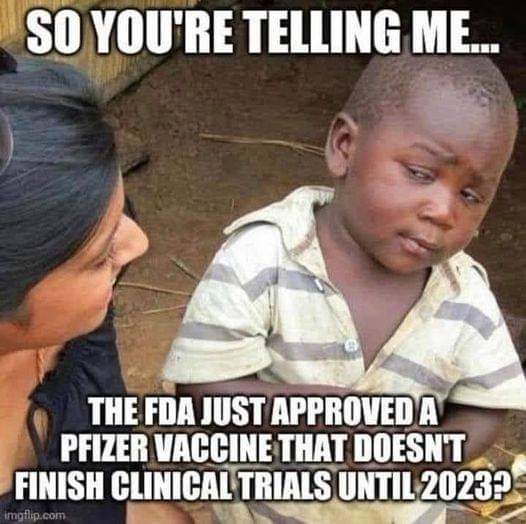 SO YOU'RE TELLING ME...
THE FDA JUST APPROVED A
PFIZER VACCINE THAT DOESN'T
FINISH CLINICAL TRIALS UNTIL 2023?
imgflip.com